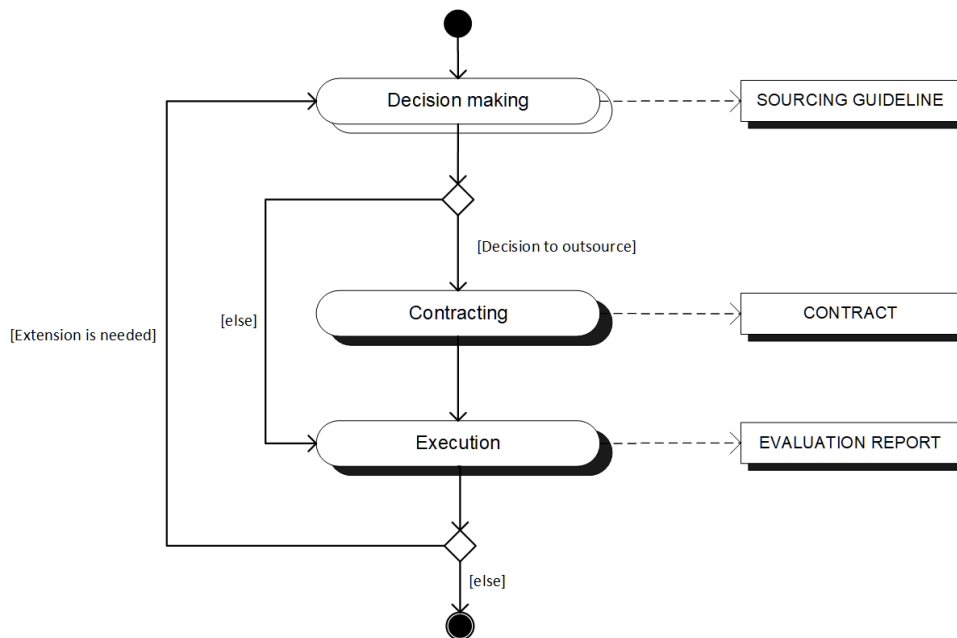 Decision making
SOURCING GUIDELINE
[Decision to outsource]
Contracting
CONTRACT
[else]
[Extension is needed]
Execution
EVALUATION REPORT
[else]